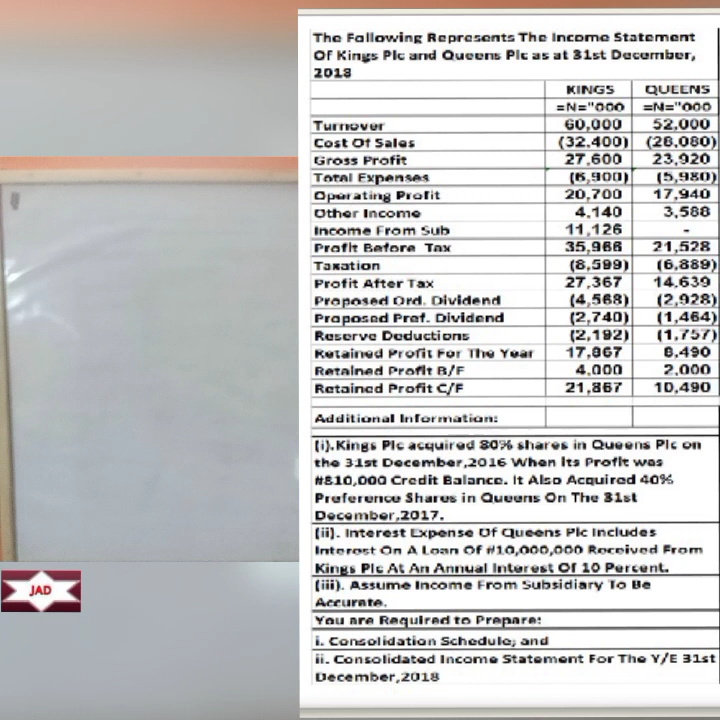 The Following Represents The Income Statement
Of Kings Plc and Queens Plc as at 31st December,
2018
KINGS QUEENS
=N="000 =N="000
Turnover 60,000 52,000
Cost Of Sales (32,400) (28,080)
Gross Profit 27,600 23,920
Total Expenses (6,900) (5,980)
Operating Profit 20,700 17,940
Other Income 4,140 3,588
Income From Sub 11,126 -
Profit Before Tax 35,966 21,528
Taxation (8,599) (6,889)
Profit After Tax 27,367 14,639
Proposed Ord. Dividend (4,568) (2,928)
Proposed Pref. Dividend (2,740) (1,464)
Reserve Deductions (2,192) (1,757)
Retained Profit For The Year 17,867 8,490
Retained Profit B/F 4,000 2,000
Retained Profit C/F 21,867 10,490
Additional Information:
(i).Kings Plc acquired 80% shares in Queens Plc on
the 31st December,2016 When its Profit was
#810,000 Credit Balance. It Also Acquired 40%
Preference Shares in Queens On The 31st
December,2017.
(ii). Interest Expense Of Queens Plc Includes
Interest On A Loan Of #10,000,000 Received From
Kings Plc At An Annual Interest Of 10 Percent.
(iii). Assume Income From Subsidiary To Be
Accurate.
You are Required to Prepare:
i. Consolidation Schedule; and
ii. Consolidated Income Statement For The Y/E 31st
December,2018
JAD